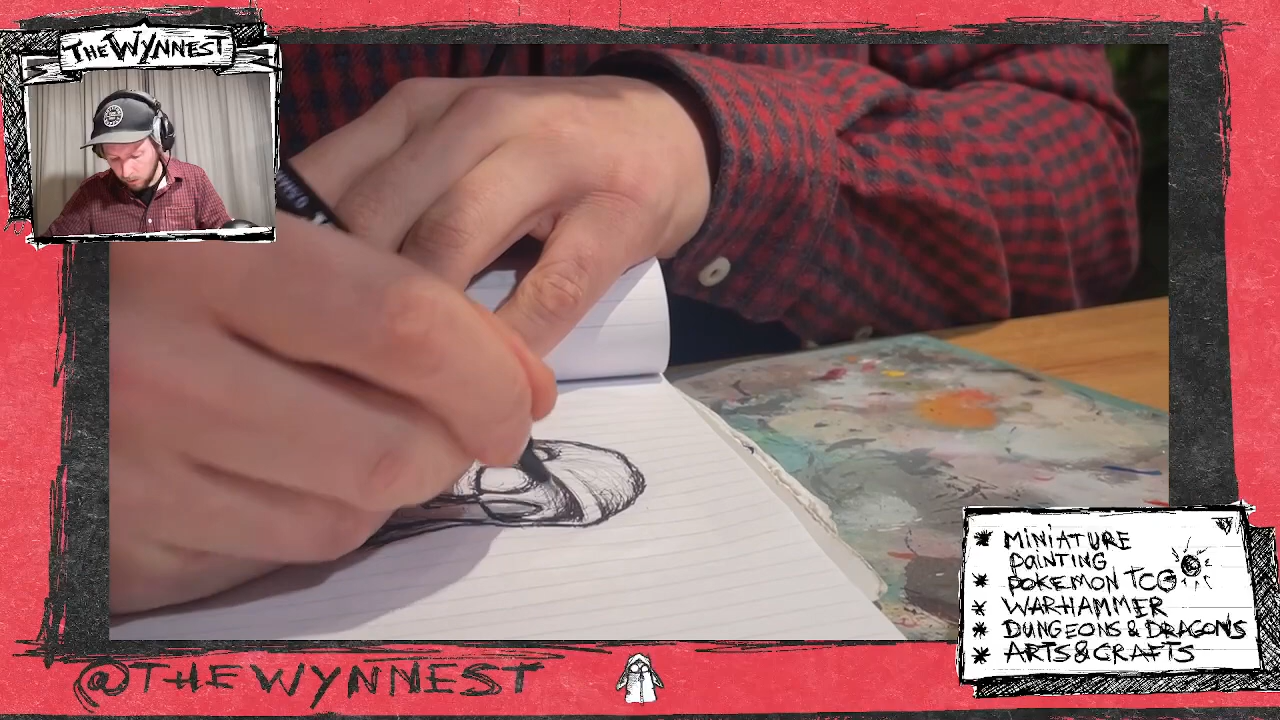 THEWYNNEST
* MINIATURE
PAINTING
* POKEMON TCG
* WARHAMMER
* DUNGEONS & DRAGONS
* ARTS & CRAFTS
@THEWYNNEST